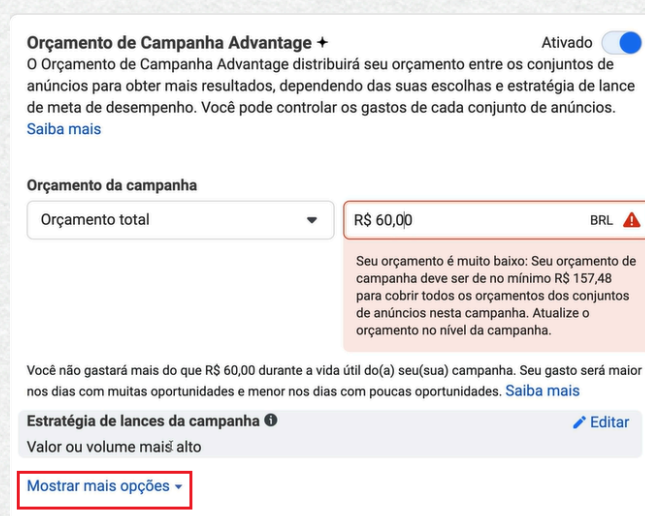 Orçamento de Campanha Advantage +
Ativado
O Orçamento de Campanha Advantage distribuirá seu orçamento entre os conjuntos de
anúncios para obter mais resultados, dependendo das suas escolhas e estratégia de lance
de meta de desempenho. Você pode controlar os gastos de cada conjunto de anúncios.
Saiba mais
Orçamento da campanha
Orçamento total
R$ 60,00
BRL
Seu orçamento é muito baixo: Seu orçamento de
campanha deve ser de no mínimo R$ 157,48
para cobrir todos os orçamentos dos conjuntos
de anúncios nesta campanha. Atualize o
orçamento no nível da campanha.
Você não gastará mais do que R$ 60,00 durante a vida útil do(a) seu(sua) campanha. Seu gasto será maior
nos dias com muitas oportunidades e menor nos dias com poucas oportunidades. Saiba mais
Estratégia de lances da campanha
Editar
Valor ou volume mais alto
Mostrar mais opções